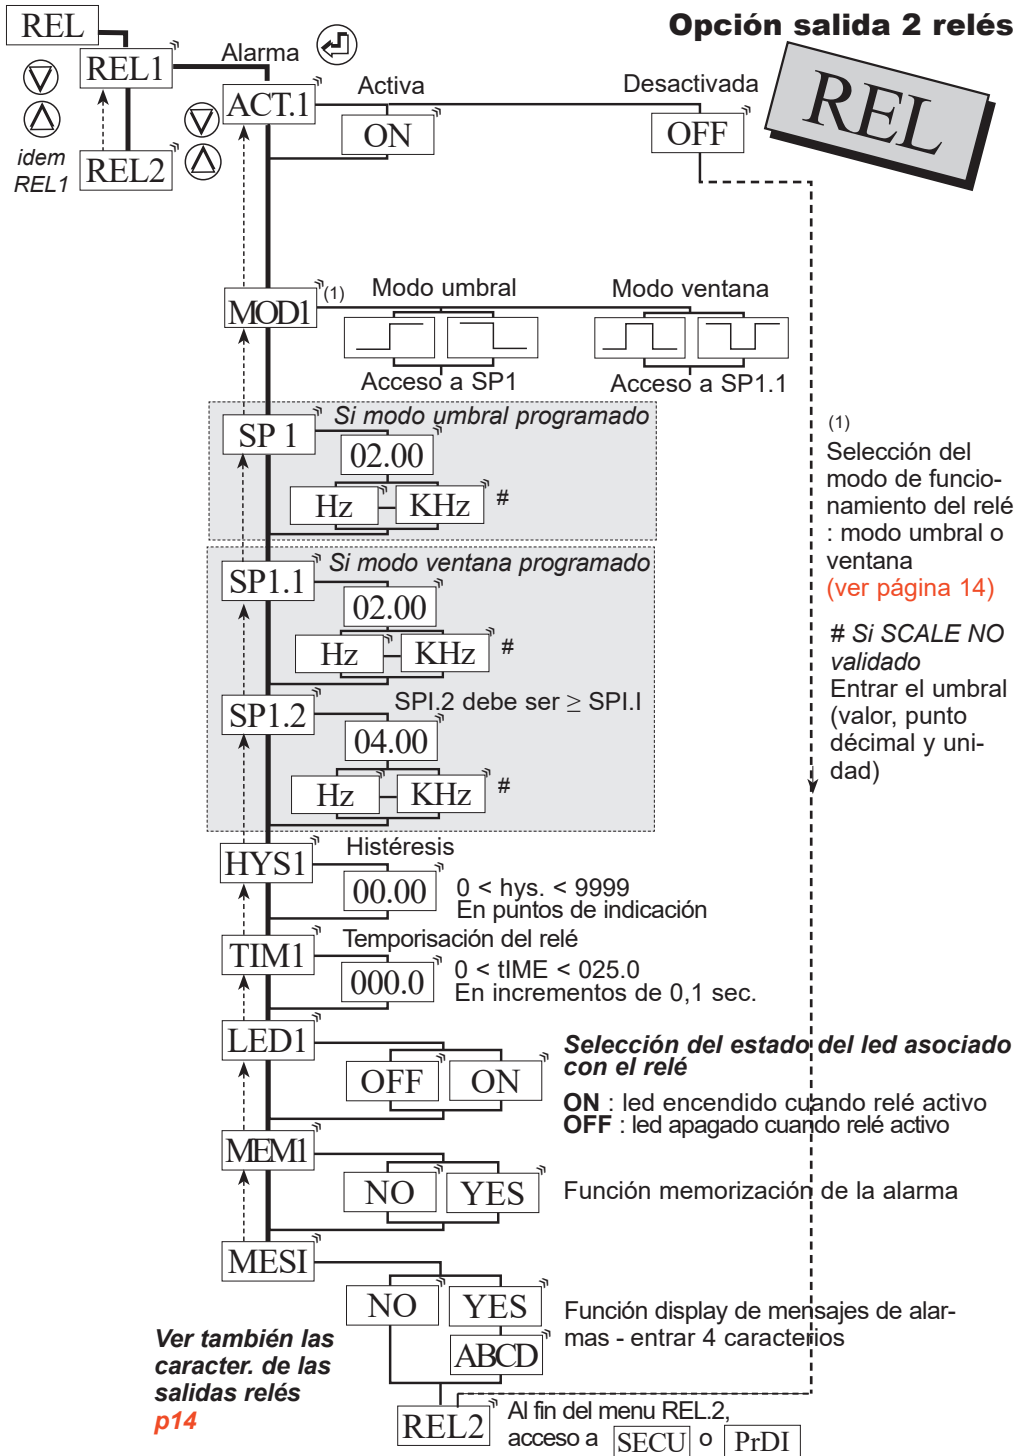 REL
Opción salida 2 relés
REL
REL1
Alarma
ACT.1
Activa
Desactivada
ON
OFF
idem
REL1
REL2
MOD1
(1)
Modo umbral
Modo ventana
Acceso a SP1
Acceso a SP1.1
Si modo umbral programado
SP 1
02.00
Hz
KHz
#
Si modo ventana programado
SP1.1
02.00
Hz
KHz
#
SP1.2
SPI.2 debe ser ≥ SPI.I
04.00
Hz
KHz
#
(1)
Selección del
modo de funcio-
namiento del relé
: modo umbral o
ventana
(ver página 14)
# Si SCALE NO
validado
Entrar el umbral
(valor, punto
décimal y uni-
dad)
HYS1
Histéresis
00.00
0 < hys. < 9999
En puntos de indicación
TIM1
Temporisación del relé
000.0
0 < tIME < 025.0
En incrementos de 0,1 sec.
LED1
OFF
ON
Selección del estado del led asociado
con el relé
ON : led encendido cuando relé activo
OFF : led apagado cuando relé activo
MEM1
NO
YES
Función memorización de la alarma
MESI
NO
YES
ABCD
Función display de mensajes de alar-
mas - entrar 4 caracterios
Ver también las
caracter. de las
salidas relés
p14
REL2
Al fin del menu REL.2,
acceso a SECU o PrDI